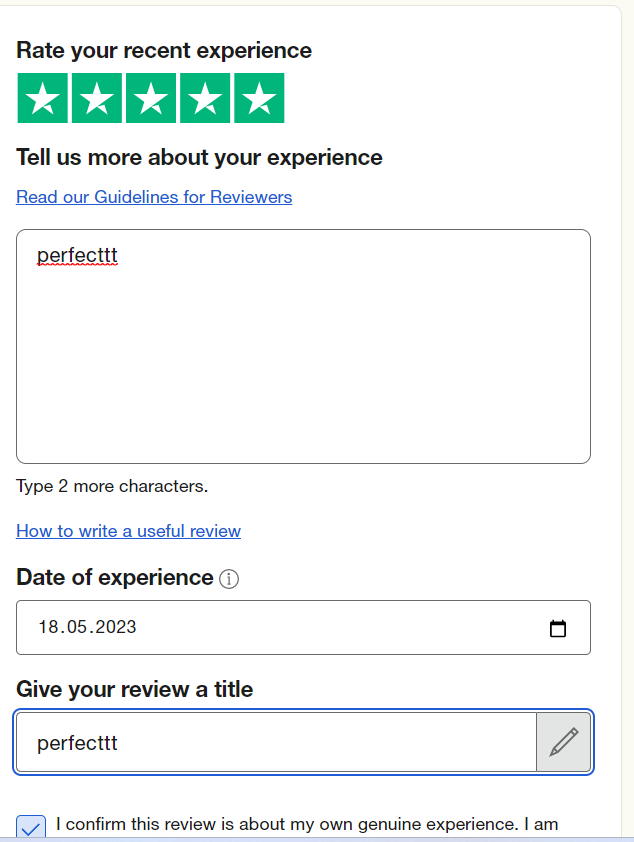 Rate your recent experience
Tell us more about your experience
Read our Guidelines for Reviewers
perfecttt
Type 2 more characters.
How to write a useful review
Date of experience
18.05.2023
Give your review a title
perfecttt
I confirm this review is about my own genuine experience. I am